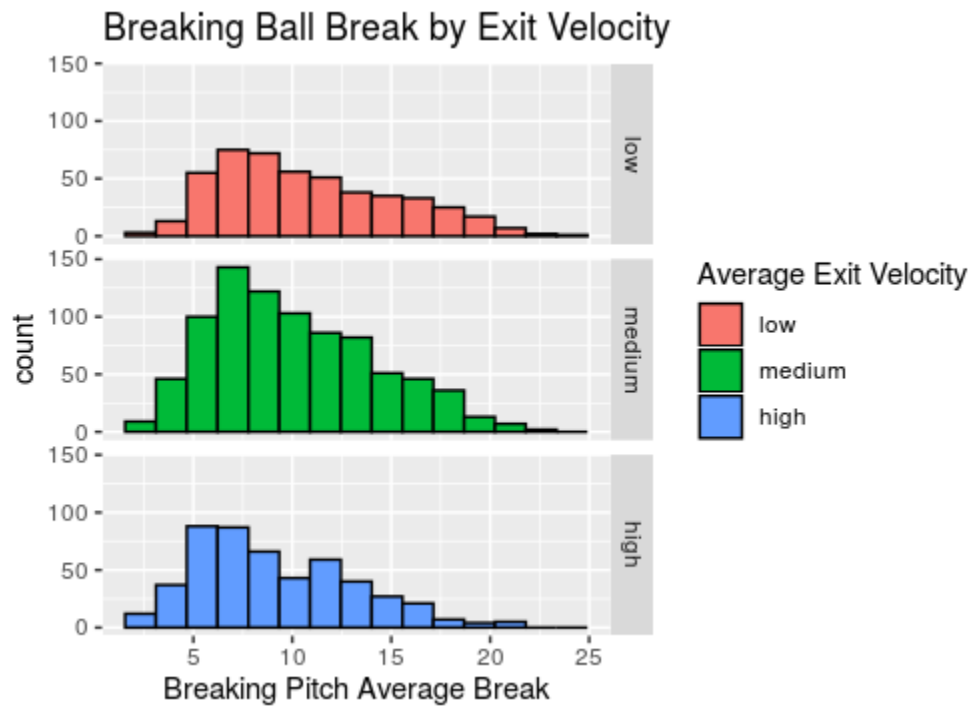 Breaking Ball Break by Exit Velocity
150
100
50
0
low
150
100
50
0
medium
150
100
50
0
high
count
5 10 15 20 25
Breaking Pitch Average Break
Average Exit Velocity
low
medium
high